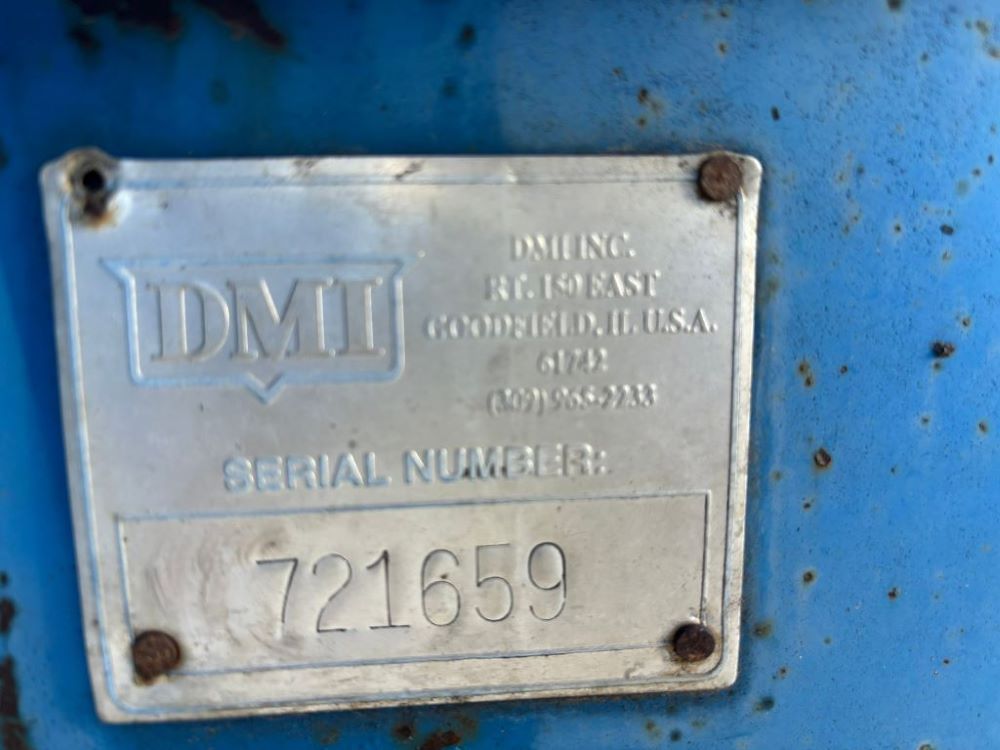 DMI
DMI INC.
RT. 150 EAST
GOODFIELD, IL U.S.A.
61742
(309) 965-2233
SERIAL NUMBER:
721659